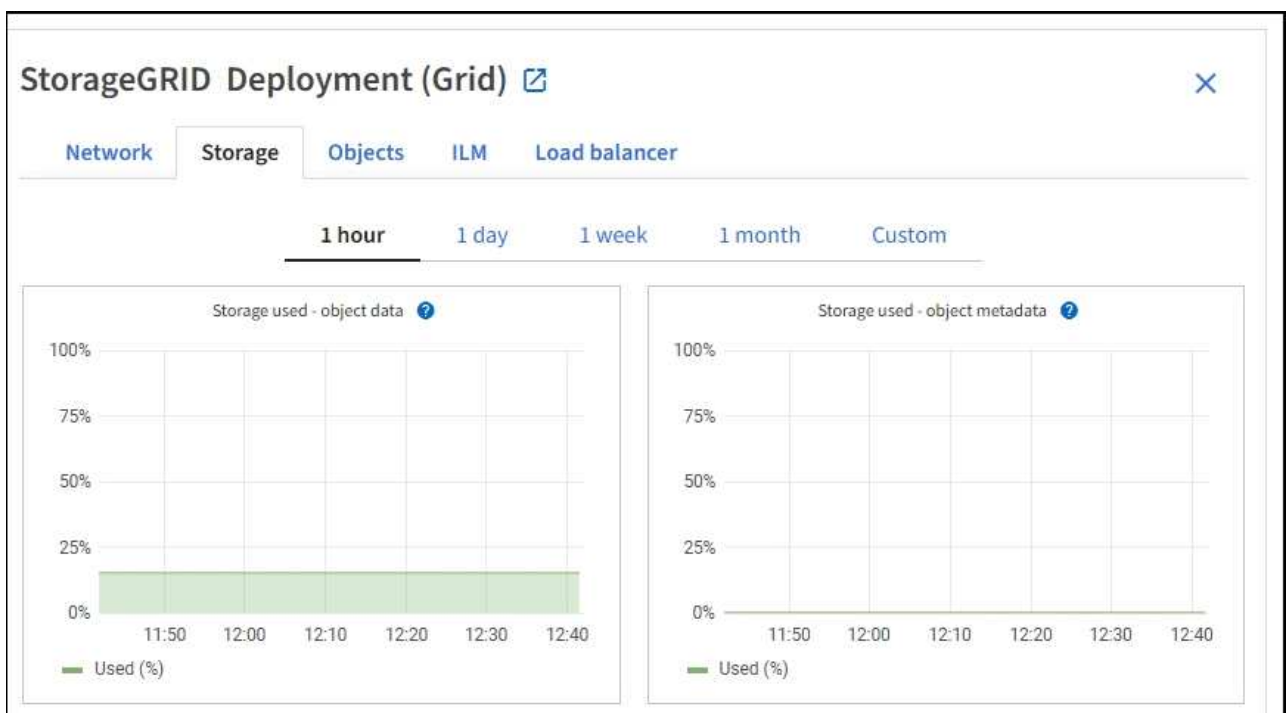 StorageGRID Deployment (Grid)
Network Storage Objects ILM Load balancer
1 hour 1 day 1 week 1 month Custom
Storage used - object data ?
100%
75%
50%
25%
0%
11:50 12:00 12:10 12:20 12:30 12:40
Used (%)
Storage used - object metadata ?
100%
75%
50%
25%
0%
11:50 12:00 12:10 12:20 12:30 12:40
Used (%)